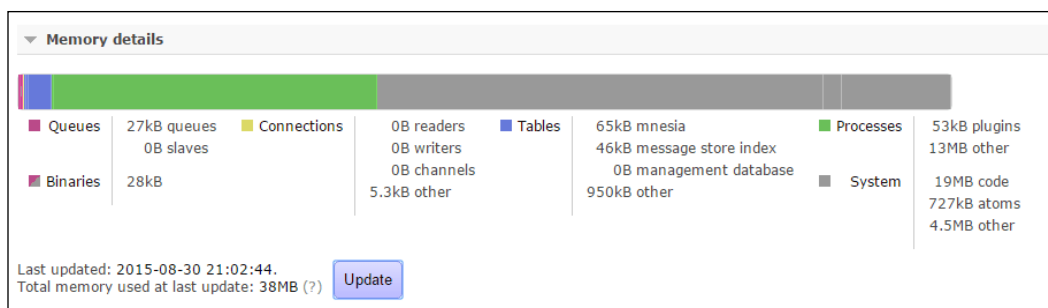 Memory details
Queues 27kB queues Connections 0B readers Tables 65kB mnesia Processes 53kB plugins
0B slaves 0B writers 46kB message store index 13MB other
0B channels 0B management database
Binaries 28kB 5.3kB other 950kB other System 19MB code
727kB atoms
4.5MB other
Last updated: 2015-08-30 21:02:44.
Total memory used at last update: 38MB (?) Update